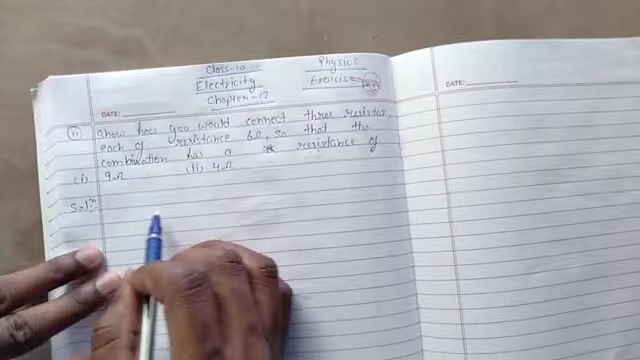 Class-10
Physics
Electricity
Exercise
Chapter-12
DATE:
DATE:
(ii) Show how you would connect three resistor,
each of resistance 6Ω, so that the
combination has a resistance of
(i) 9Ω (ii) 4Ω
Solⁿ: